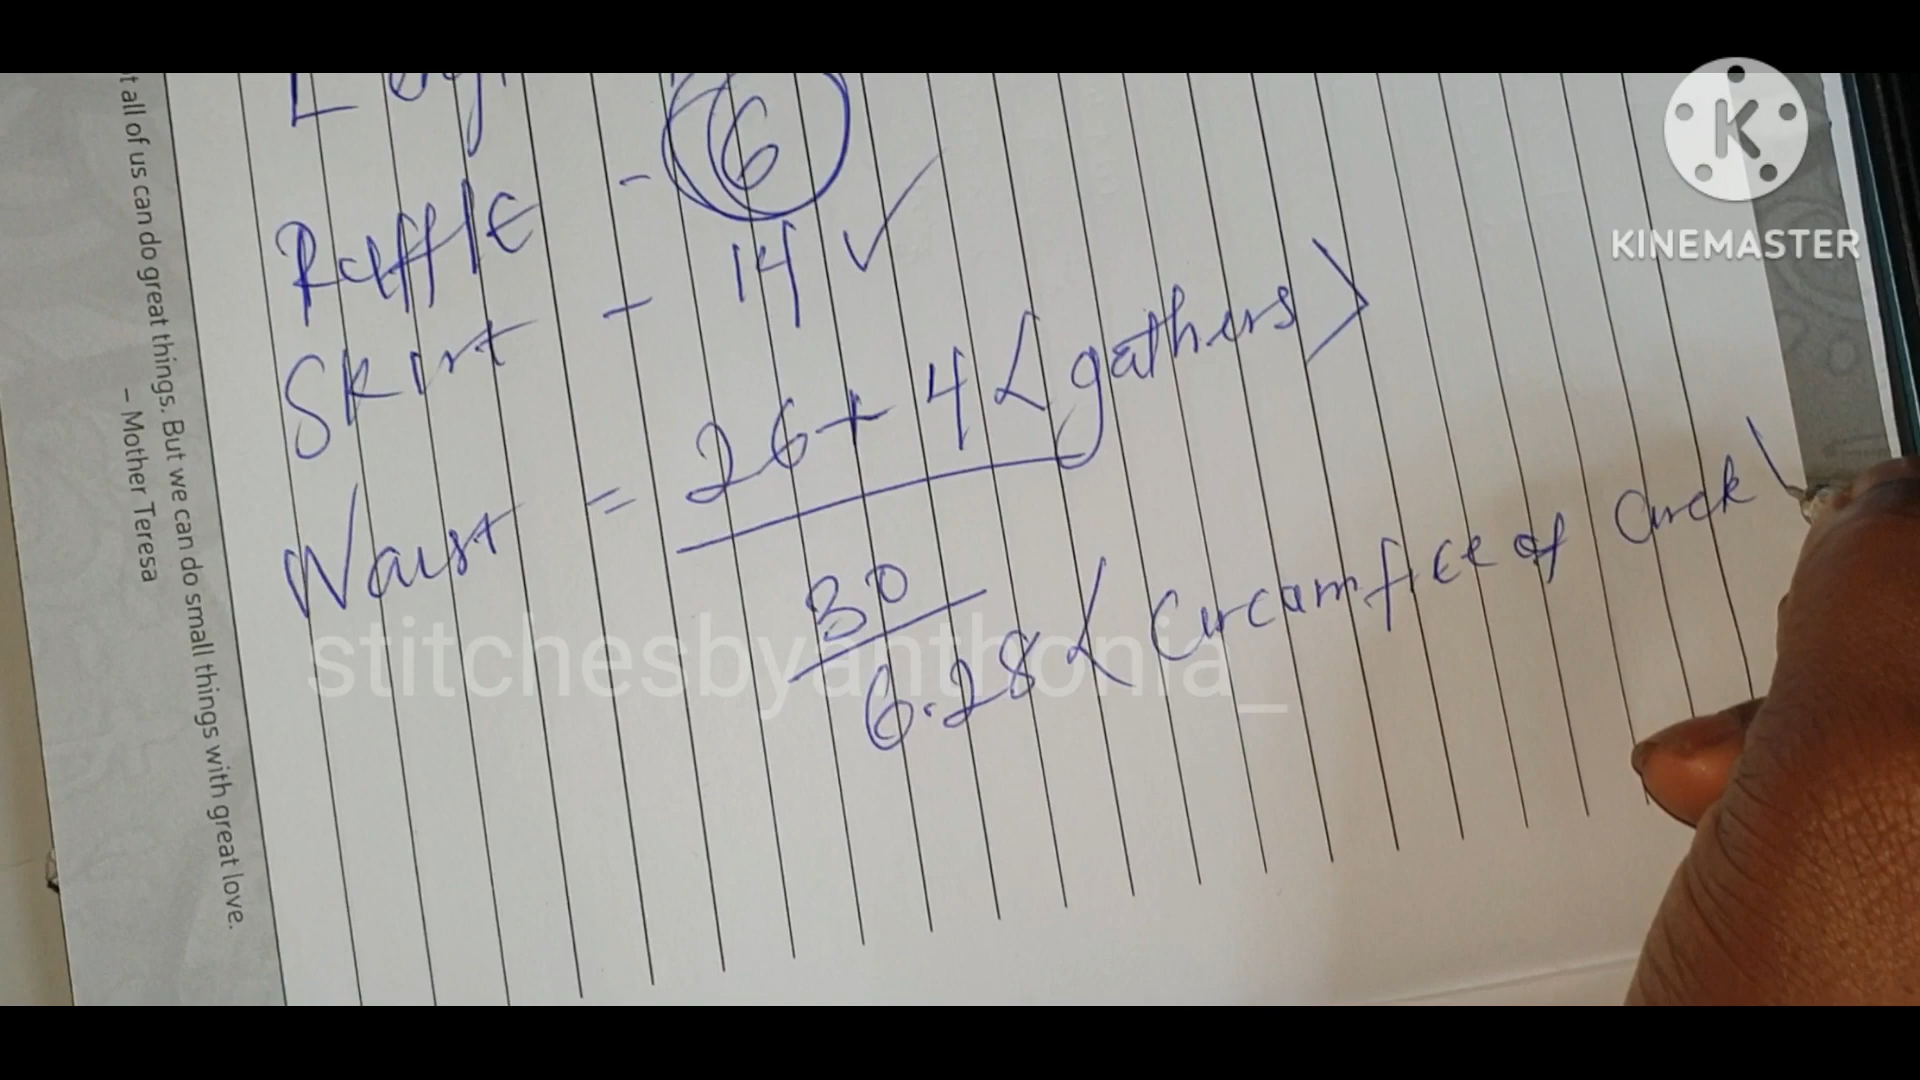 Ruffle - 6
Skirt - 14 ✓
Waist = 26 + 4 < gathers >
30
6.28 < Circumfice of Circle \
t all of us can do great things. But we can do small things with great love.
– Mother Teresa
stitchesbyanthonia_
K
KINEMASTER